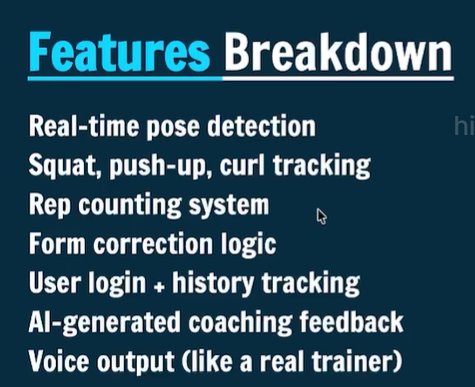 Features Breakdown
Real-time pose detection
hi
Squat, push-up, curl tracking
Rep counting system
Form correction logic
User login + history tracking
AI-generated coaching feedback
Voice output (like a real trainer)